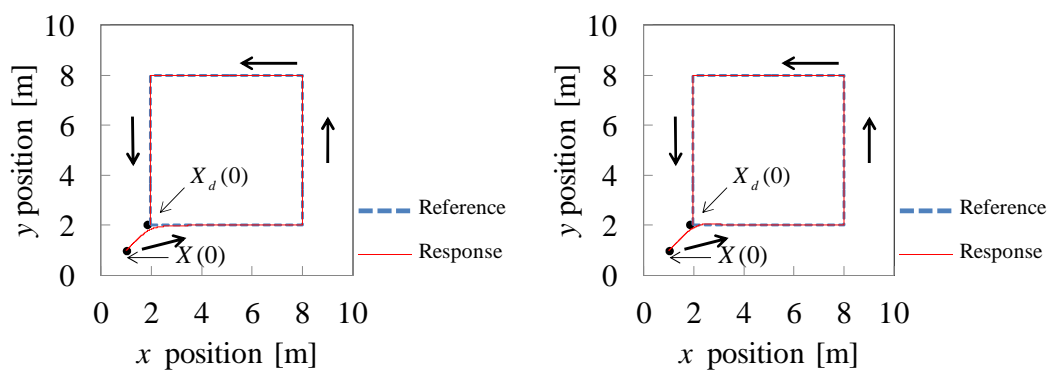 10
8
6
4
2
0
y position [m]
X_d(0)
X(0)
Reference
Response
0 2 4 6 8 10
x position [m]
10
8
6
4
2
0
y position [m]
X_d(0)
X(0)
Reference
Response
0 2 4 6 8 10
x position [m]